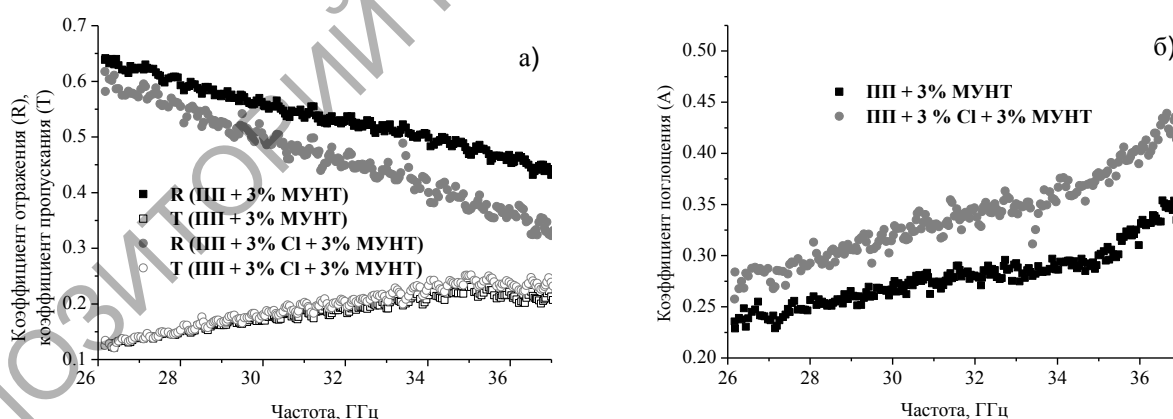 0.7
0.6
0.5
0.4
0.3
0.2
0.1
26
28
30
32
34
36
Частота, ГГц
Коэффициент отражения (R),
коэффициент пропускания (T)
а)
R (ПП + 3% МУНТ)
T (ПП + 3% МУНТ)
R (ПП + 3% Cl + 3% МУНТ)
T (ПП + 3% Cl + 3% МУНТ)
0.50
0.45
0.40
0.35
0.30
0.25
0.20
26
28
30
32
34
36
Частота, ГГц
Коэффициент поглощения (A)
б)
ПП + 3% МУНТ
ПП + 3 % Cl + 3% МУНТ